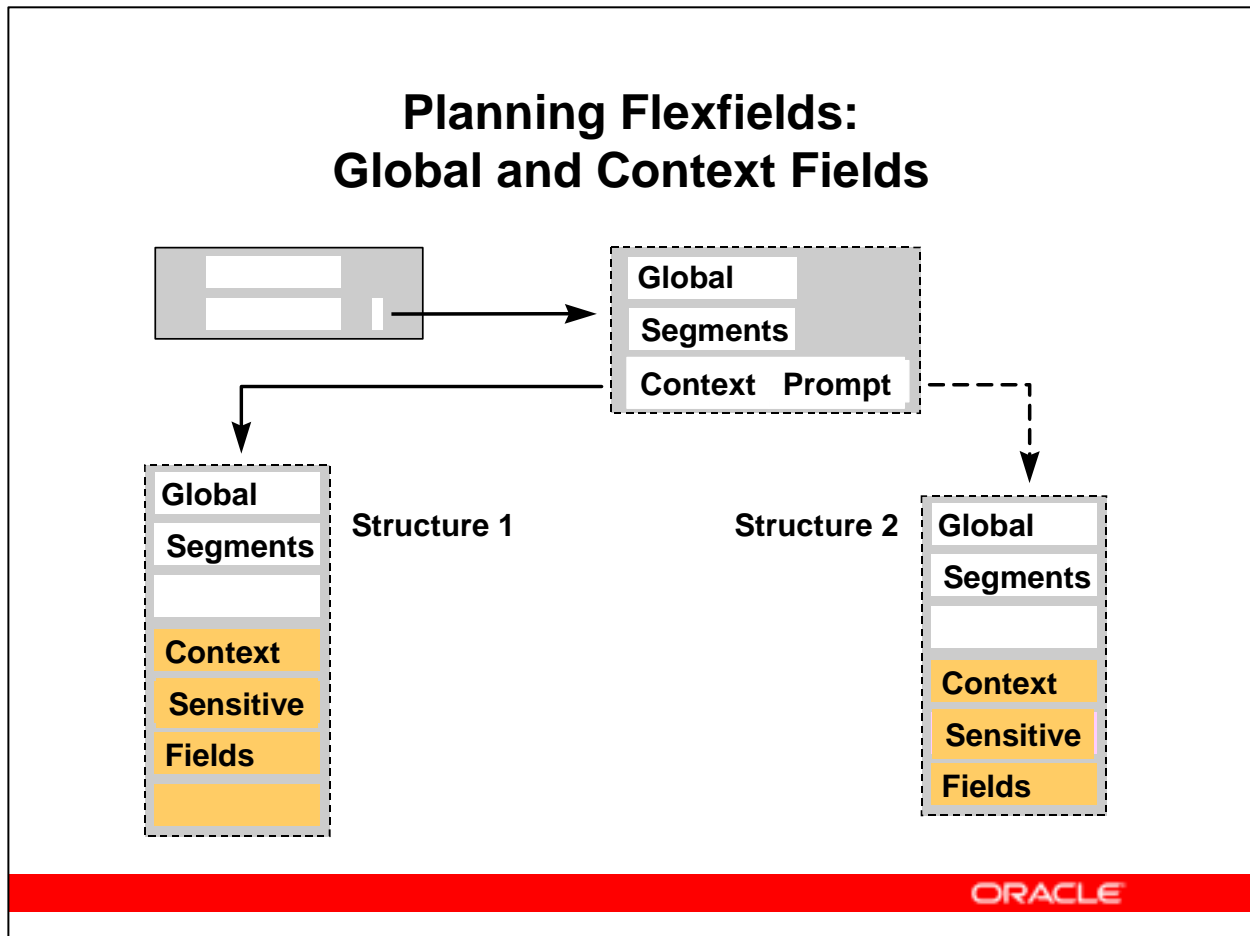 Planning Flexfields:
Global and Context Fields
Global
Segments
Context Prompt
Global
Segments
Context
Sensitive
Fields
Structure 1
Structure 2
Global
Segments
Context
Sensitive
Fields
ORACLE